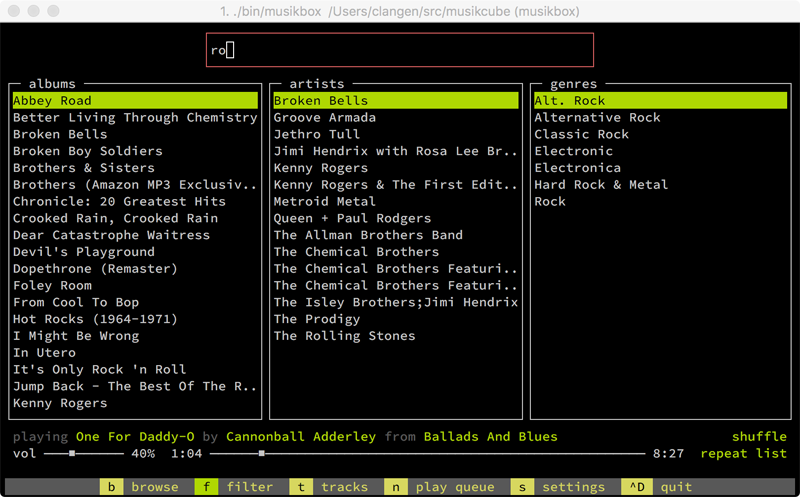 1. ./bin/musikbox /Users/clangen/src/musikcube (musikbox)
ro
albums
Abbey Road
Better Living Through Chemistry
Broken Bells
Broken Boy Soldiers
Brothers & Sisters
Brothers (Amazon MP3 Exclusiv..
Chronicle: 20 Greatest Hits
Crooked Rain, Crooked Rain
Dear Catastrophe Waitress
Devil's Playground
Dopethrone (Remaster)
Foley Room
From Cool To Bop
Hot Rocks (1964-1971)
I Might Be Wrong
In Utero
It's Only Rock 'n Roll
Jump Back - The Best Of The R..
Kenny Rogers
artists
Broken Bells
Groove Armada
Jethro Tull
Jimi Hendrix with Rosa Lee Br..
Kenny Rogers
Kenny Rogers & The First Edit..
Metroid Metal
Queen + Paul Rodgers
The Allman Brothers Band
The Chemical Brothers
The Chemical Brothers Featuri..
The Chemical Brothers Featuri..
The Isley Brothers;Jimi Hendrix
The Prodigy
The Rolling Stones
genres
Alt. Rock
Alternative Rock
Classic Rock
Electronic
Electronica
Hard Rock & Metal
Rock
playing One For Daddy-O by Cannonball Adderley from Ballads And Blues shuffle
vol 40% 1:04 8:27 repeat list
b browse f filter t tracks n play queue s settings ^D quit